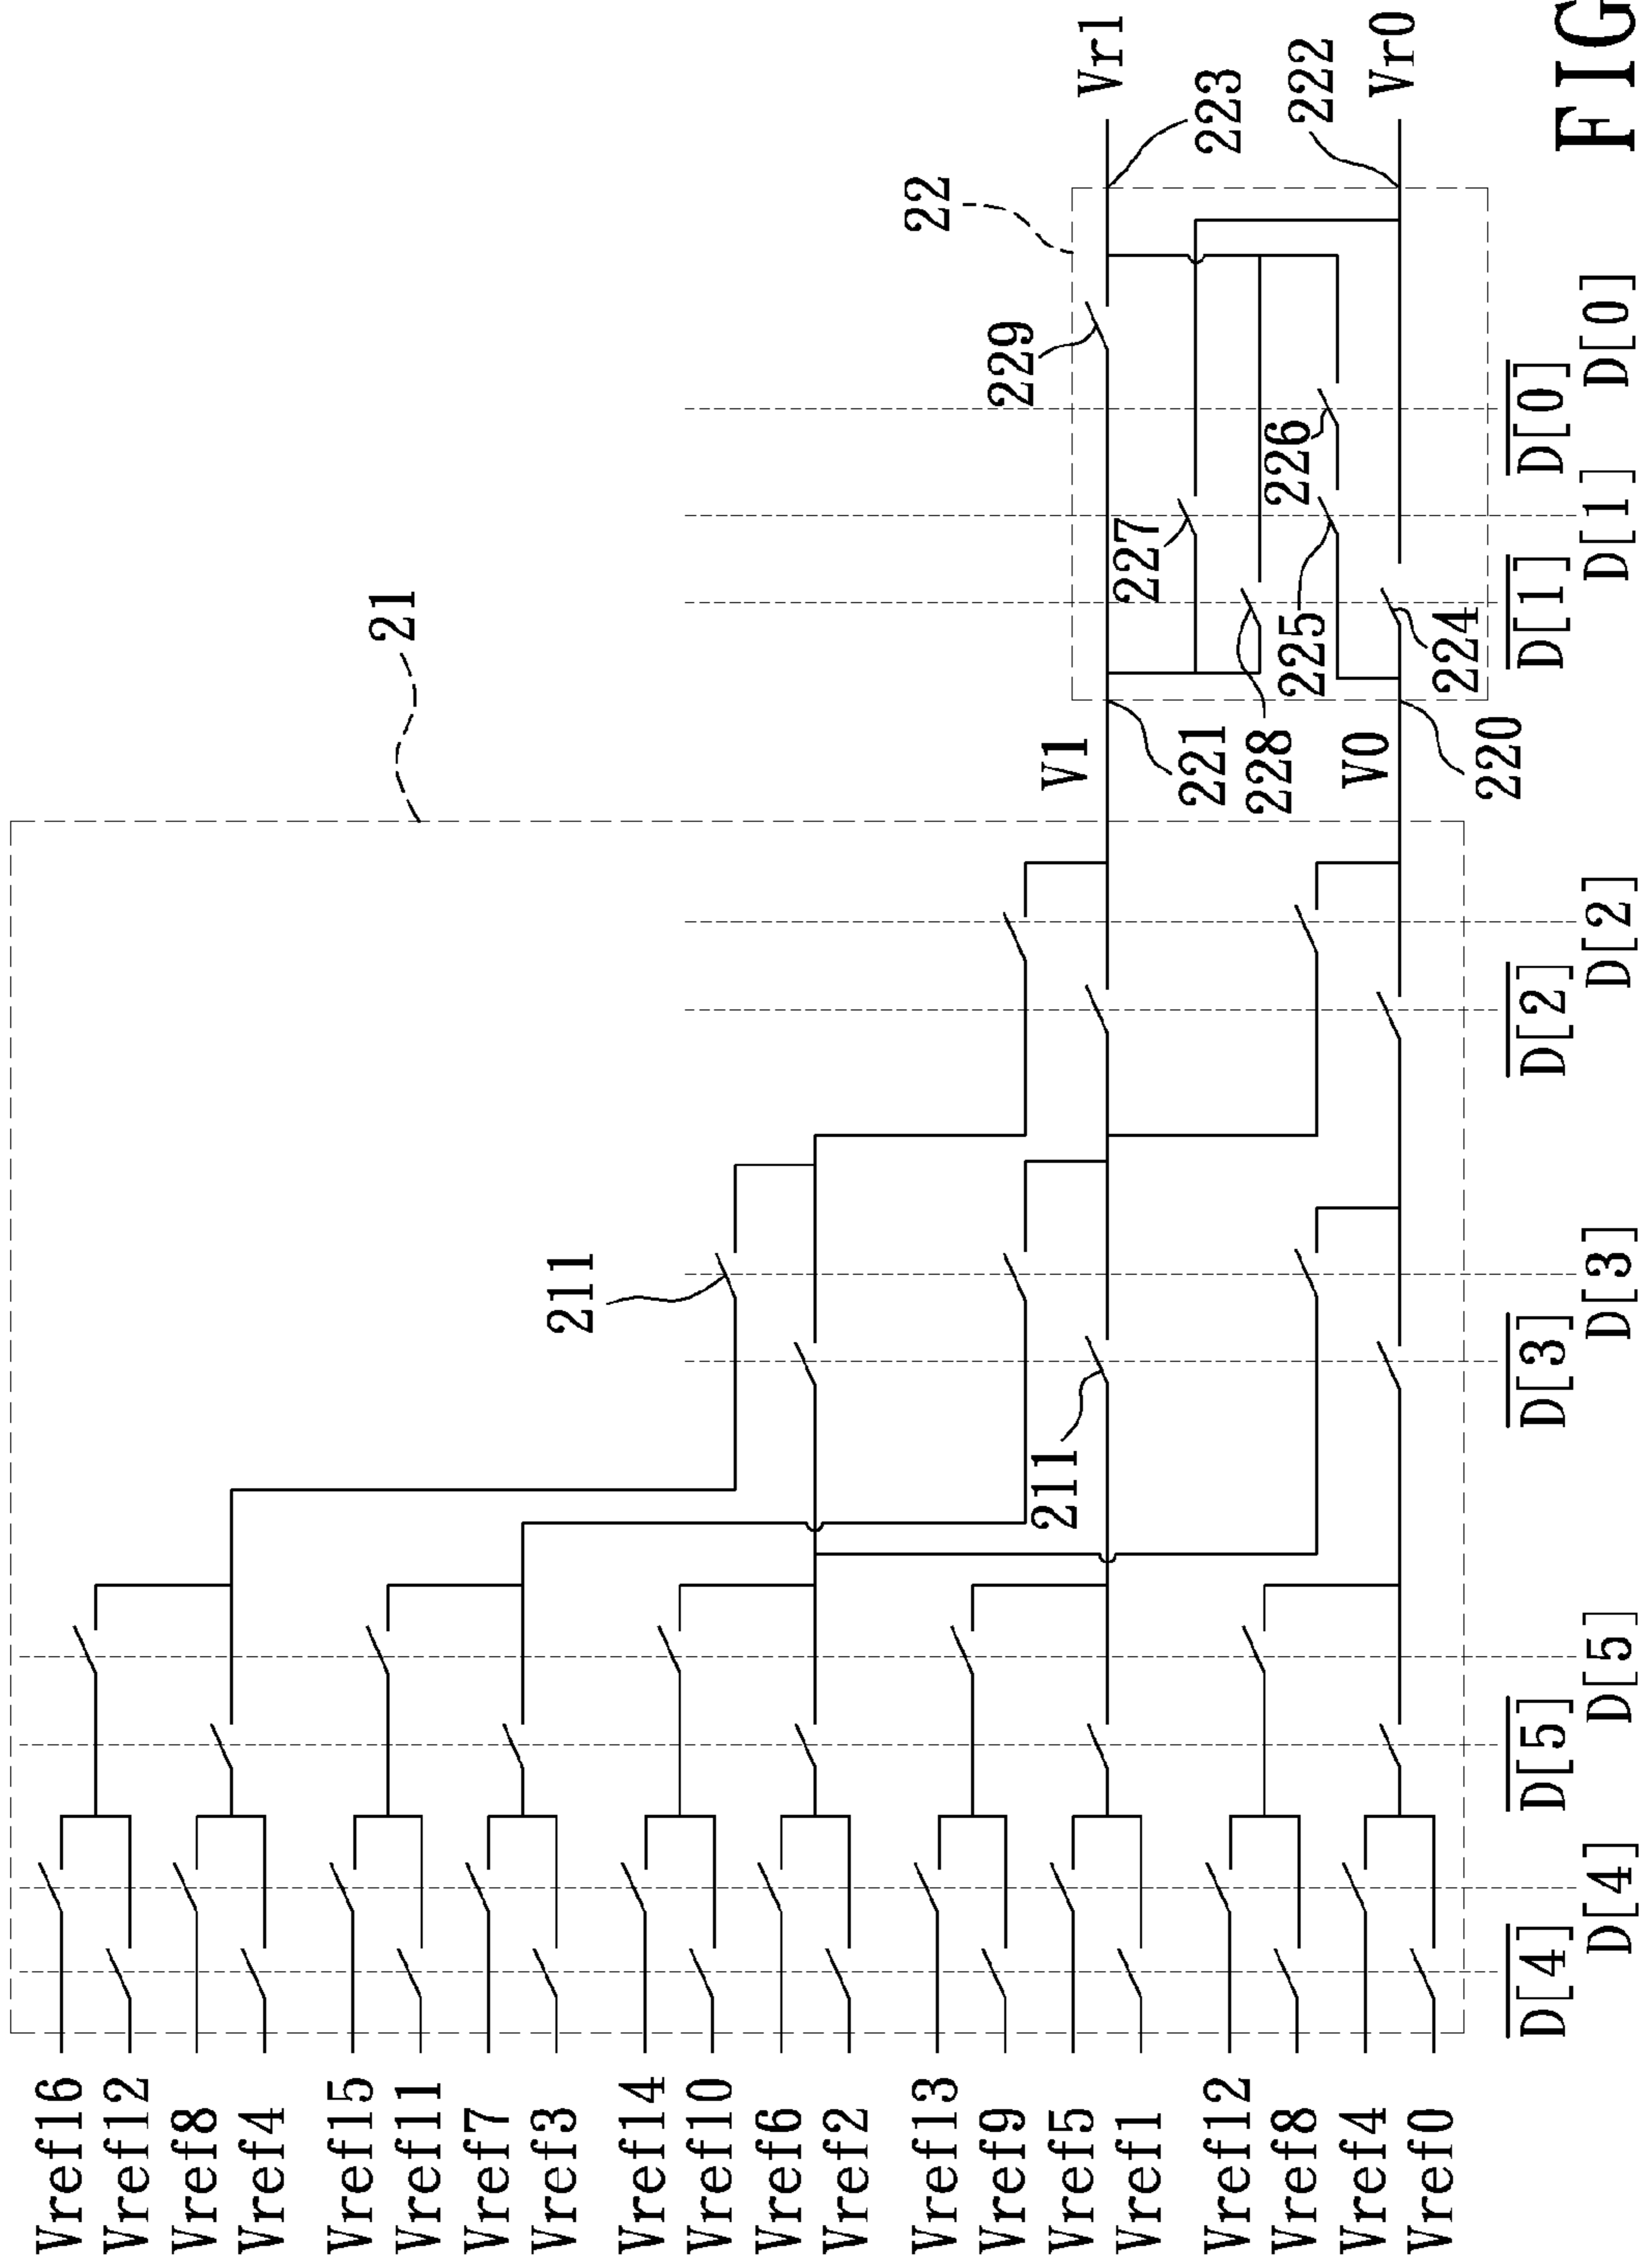 Vref16
Vref12
Vref8
Vref4
Vref15
Vref11
Vref7
Vref3
Vref14
Vref10
Vref6
Vref2
Vref13
Vref9
Vref5
Vref1
Vref12
Vref8
Vref4
Vref0
21
211
211
22
229
V1
221
227
228
226
225
224
V0
220
Vr1
223
222
Vr0
D[4]
D[4]
D[5]
D[5]
D[3]
D[3]
D[2]
D[2]
D[1]
D[1]
D[0]
D[0]
FIG